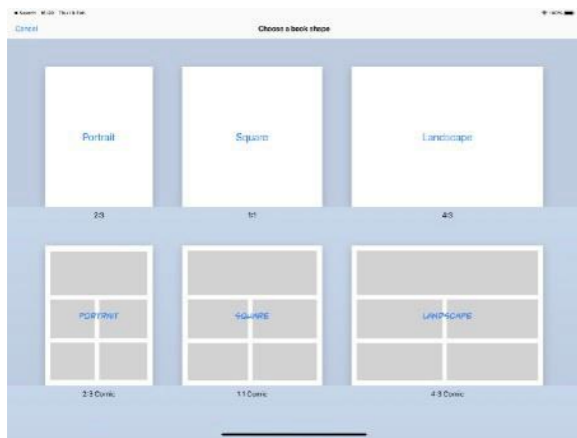 Cancel
Choose a book shape
Portrait
Square
Landscape
2:3
1:1
4:3
PORTRAIT
SQUARE
LANDSCAPE
2:3 Comic
1:1 Comic
4:3 Comic